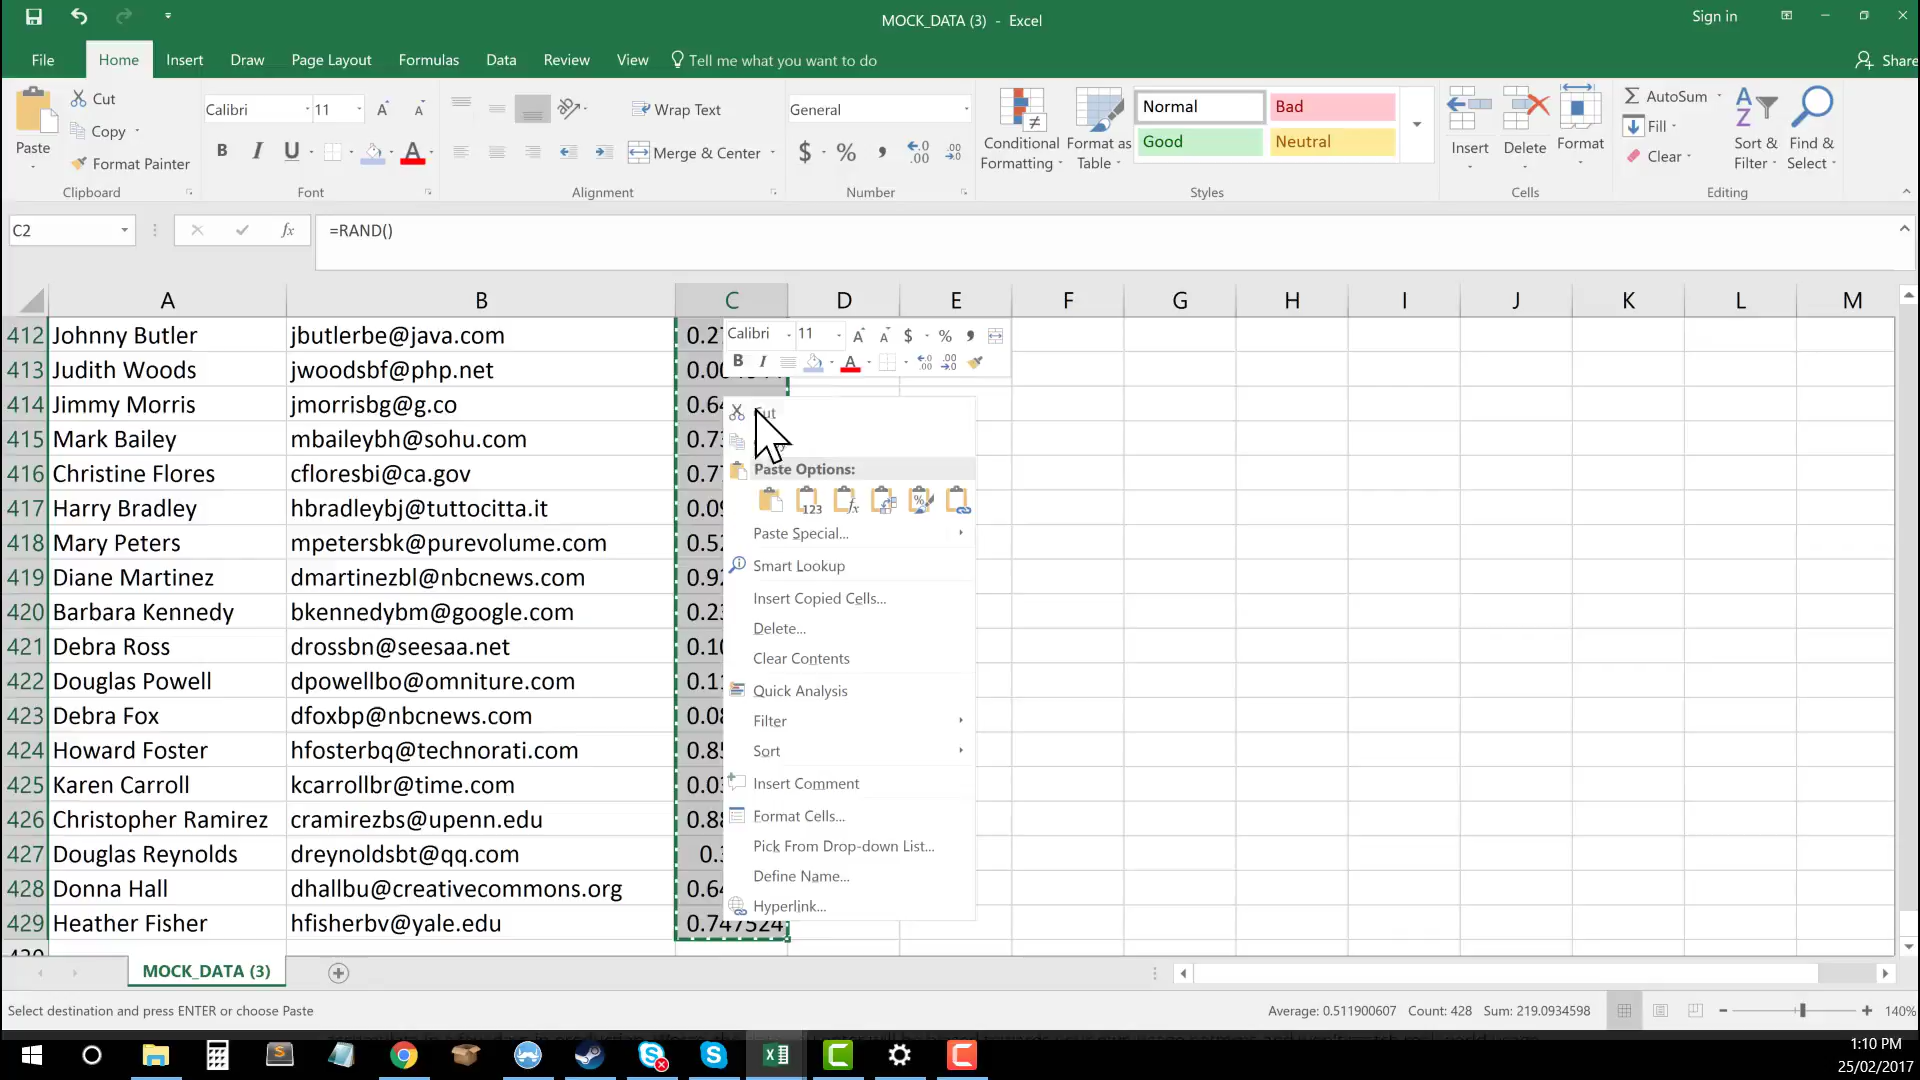 MOCK_DATA (3) - Excel
Sign in
File Home Insert Draw Page Layout Formulas Data Review View Tell me what you want to do
Share
Paste
Cut
Copy
Format Painter
Clipboard
Calibri 11
B I U A
Font
Wrap Text
Merge & Center
Alignment
General
$ % ,
Number
Conditional Formatting
Format as Table
Normal Bad
Good Neutral
Styles
Insert Delete Format
Cells
AutoSum
Fill
Clear
Sort & Filter
Find & Select
Editing
C2 fx =RAND()
A B C D E F G H I J K L M
412 Johnny Butler jbutlerbe@java.com
413 Judith Woods jwoodsbf@php.net
414 Jimmy Morris jmorrisbg@g.co
415 Mark Bailey mbaileybh@sohu.com
416 Christine Flores cfloresbi@ca.gov
417 Harry Bradley hbradleybj@tuttocitta.it
418 Mary Peters mpetersbk@purevolume.com
419 Diane Martinez dmartinezbl@nbcnews.com
420 Barbara Kennedy bkennedybm@google.com
421 Debra Ross drossbn@seesaa.net
422 Douglas Powell dpowellbo@omniture.com
423 Debra Fox dfoxbp@nbcnews.com
424 Howard Foster hfosterbq@technorati.com
425 Karen Carroll kcarrollbr@time.com
426 Christopher Ramirez cramirezbs@upenn.edu
427 Douglas Reynolds dreynoldsbt@qq.com
428 Donna Hall dhallbu@creativecommons.org
429 Heather Fisher hfisherbv@yale.edu 0.747524
Calibri 11 A A $ % ,
B I A
Paste Options:
Paste Special...
Smart Lookup
Insert Copied Cells...
Delete...
Clear Contents
Quick Analysis
Filter
Sort
Insert Comment
Format Cells...
Pick From Drop-down List...
Define Name...
Hyperlink...
MOCK_DATA (3)
Select destination and press ENTER or choose Paste
Average: 0.511900607 Count: 428 Sum: 219.0934598
140%
1:10 PM
25/02/2017